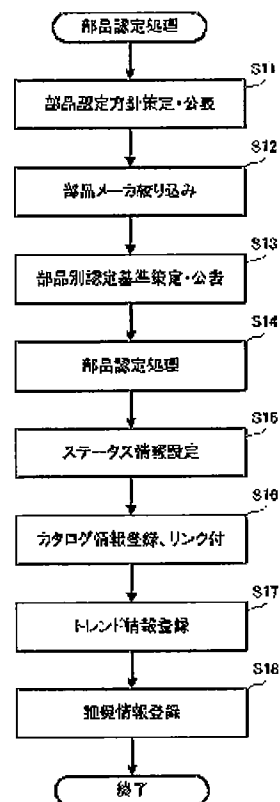 部品認定処理
S11
部品認定方針策定・公表
S12
部品メーカ絞り込み
S13
部品別認定基準策定・公表
S14
部品認定処理
S15
ステータス情報設定
S16
カタログ情報登録、リンク付
S17
トレンド情報登録
S18
情報登録
終了